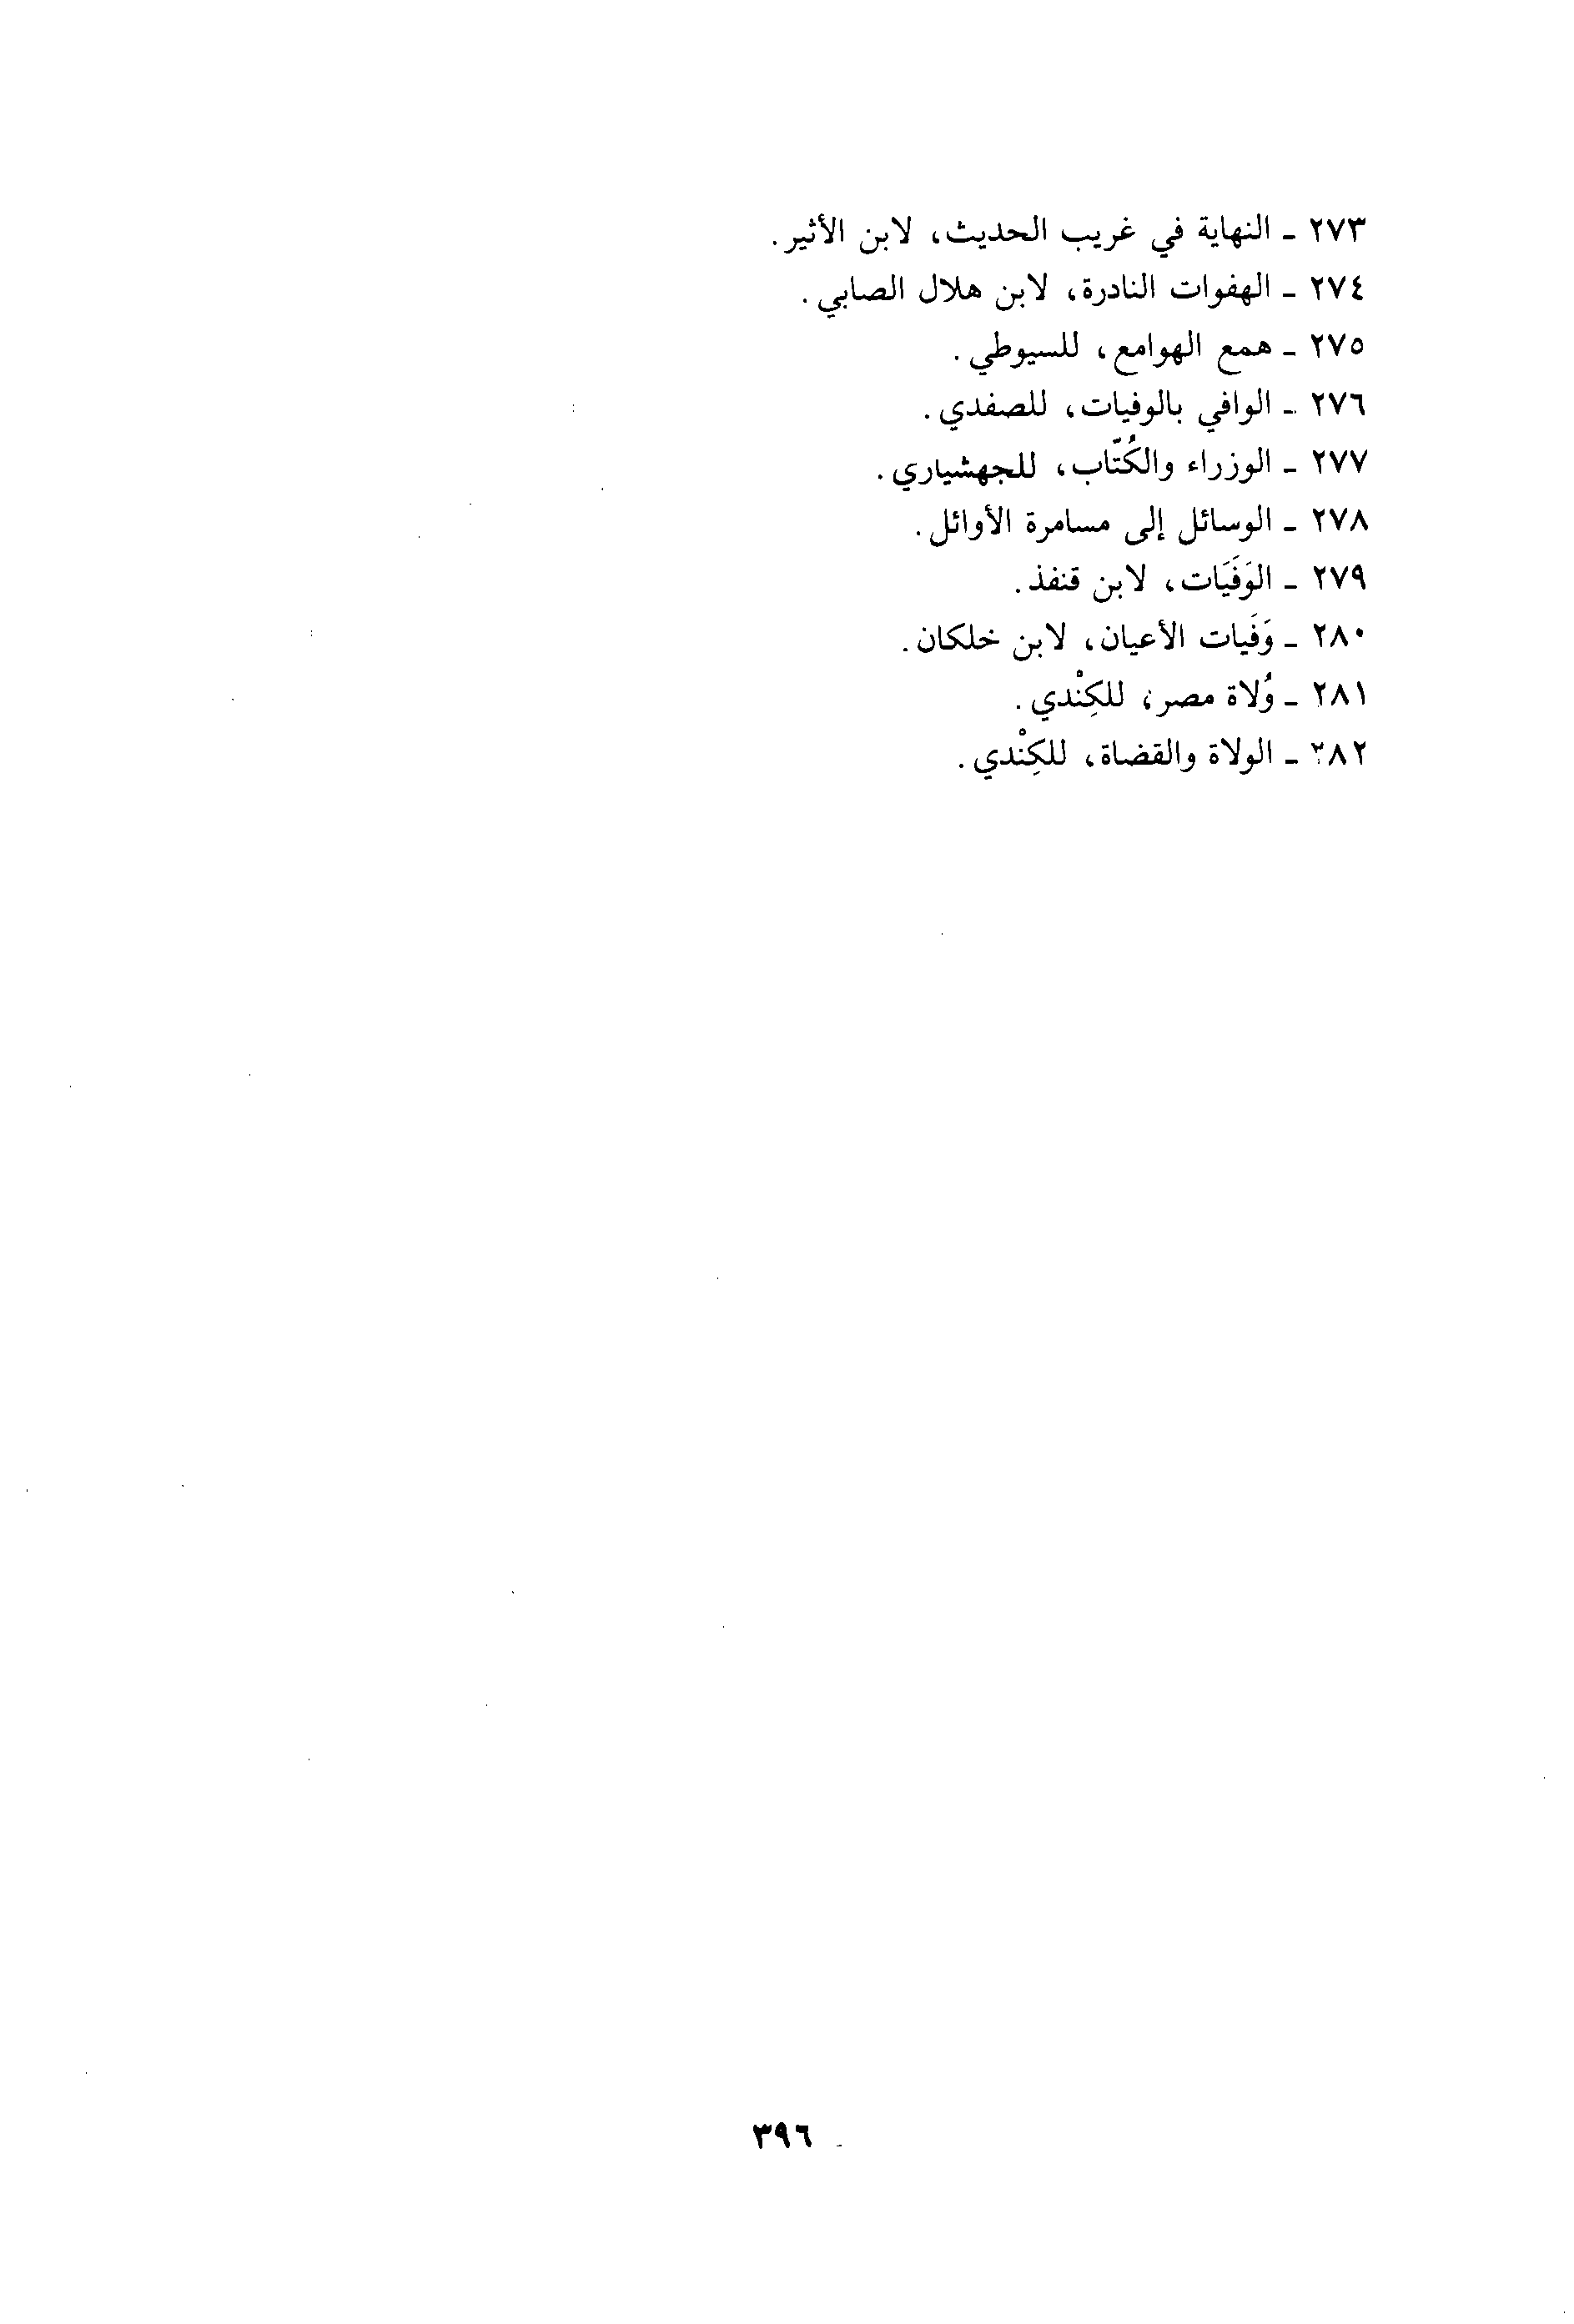 ٢٧٣ - النهاية في غريب الحديث، لابن الأثير.
٢٧٤ - الهفوات النادرة، لابن هلال الصابي.
٢٧٥ - همع الهوامع، للسيوطي.
٢٧٦ - الوافي بالوفيات، للصفدي.
٢٧٧ - الوزراء والكُتّاب، للجهشياري.
٢٧٨ - الوسائل إلى مسامرة الأوائل.
٢٧٩ - الوَفَيَات، لابن قنفذ.
٢٨٠ - وَفَيات الأعيان، لابن خلكان.
٢٨١ - وُلاة مصر، للكِنْدي.
٢٨٢ - الولاة والقضاة، للكِنْدي.
٣٩٦